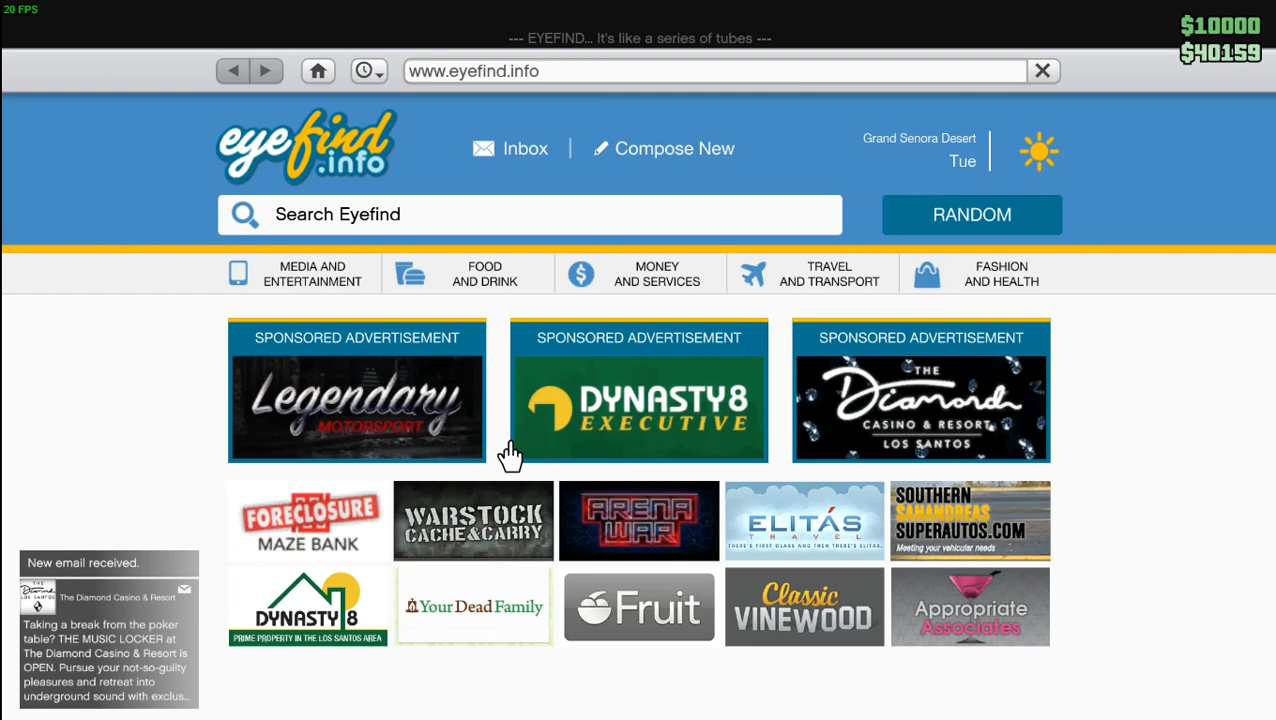 20 FPS
--- EYEFIND... It's like a series of tubes ---
$10000
$40159
www.eyefind.info
eyefind
.info
Inbox
Compose New
Grand Senora Desert
Tue
Search Eyefind
RANDOM
MEDIA AND
ENTERTAINMENT
FOOD
AND DRINK
MONEY
AND SERVICES
TRAVEL
AND TRANSPORT
FASHION
AND HEALTH
SPONSORED ADVERTISEMENT
Legendary
MOTORSPORT
SPONSORED ADVERTISEMENT
DYNASTY8
EXECUTIVE
SPONSORED ADVERTISEMENT
THE
Diamond
CASINO & RESORT
LOS SANTOS
FORECLOSURE
MAZE BANK
WARSTOCK
CACHE&CARRY
ARENA
WAR
ELITÁS
TRAVEL
THERE'S FIRST CLASS AND THEN THERE'S ELITAS.
SOUTHERN
SANANDREAS
SUPERAUTOS.COM
Meeting your vehicular needs
DYNASTY 8
PRIME PROPERTY IN THE LOS SANTOS AREA
Your Dead Family
Fruit
Classic
VINEWOOD
Appropriate
Associates
New email received.
The Diamond Casino & Resort
Taking a break from the poker
table? THE MUSIC LOCKER at
The Diamond Casino & Resort is
OPEN. Pursue your not-so-guilty
pleasures and retreat into
underground sound with exclus...